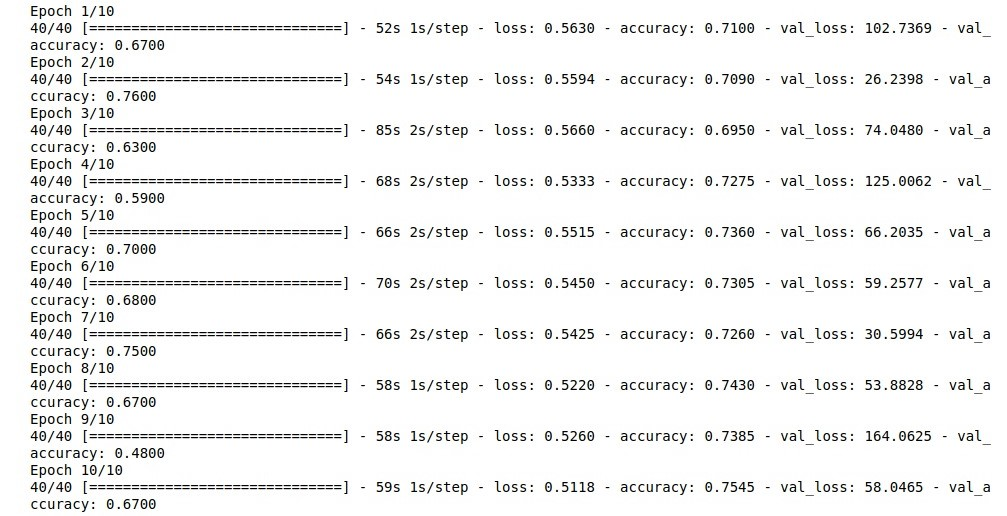 Epoch 1/10
40/40 [==============================] - 52s 1s/step - loss: 0.5630 - accuracy: 0.7100 - val_loss: 102.7369 - val_
accuracy: 0.6700
Epoch 2/10
40/40 [==============================] - 54s 1s/step - loss: 0.5594 - accuracy: 0.7090 - val_loss: 26.2398 - val_a
ccuracy: 0.7600
Epoch 3/10
40/40 [==============================] - 85s 2s/step - loss: 0.5660 - accuracy: 0.6950 - val_loss: 74.0480 - val_a
ccuracy: 0.6300
Epoch 4/10
40/40 [==============================] - 68s 2s/step - loss: 0.5333 - accuracy: 0.7275 - val_loss: 125.0062 - val_
accuracy: 0.5900
Epoch 5/10
40/40 [==============================] - 66s 2s/step - loss: 0.5515 - accuracy: 0.7360 - val_loss: 66.2035 - val_a
ccuracy: 0.7000
Epoch 6/10
40/40 [==============================] - 70s 2s/step - loss: 0.5450 - accuracy: 0.7305 - val_loss: 59.2577 - val_a
ccuracy: 0.6800
Epoch 7/10
40/40 [==============================] - 66s 2s/step - loss: 0.5425 - accuracy: 0.7260 - val_loss: 30.5994 - val_a
ccuracy: 0.7500
Epoch 8/10
40/40 [==============================] - 58s 1s/step - loss: 0.5220 - accuracy: 0.7430 - val_loss: 53.8828 - val_a
ccuracy: 0.6700
Epoch 9/10
40/40 [==============================] - 58s 1s/step - loss: 0.5260 - accuracy: 0.7385 - val_loss: 164.0625 - val_
accuracy: 0.4800
Epoch 10/10
40/40 [==============================] - 59s 1s/step - loss: 0.5118 - accuracy: 0.7545 - val_loss: 58.0465 - val_a
ccuracy: 0.6700